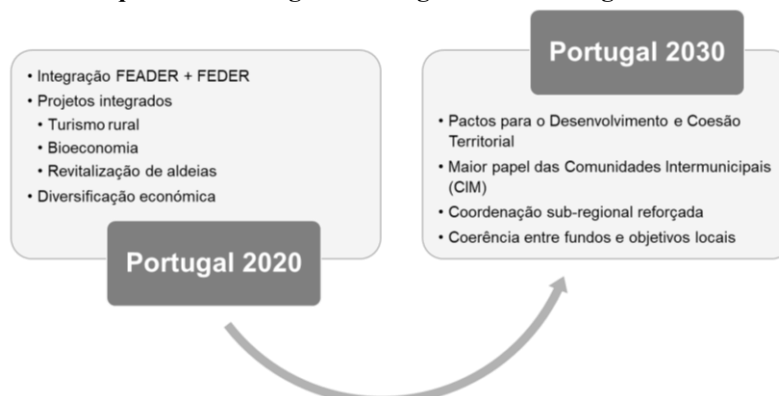 • Integração FEADER + FEDER
• Projetos integrados
• Turismo rural
• Bioeconomia
• Revitalização de aldeias
• Diversificação económica
Portugal 2020
Portugal 2030
• Pactos para o Desenvolvimento e Coesão
Territorial
• Maior papel das Comunidades Intermunicipais
(CIM)
• Coordenação sub-regional reforçada
• Coerência entre fundos e objetivos locais